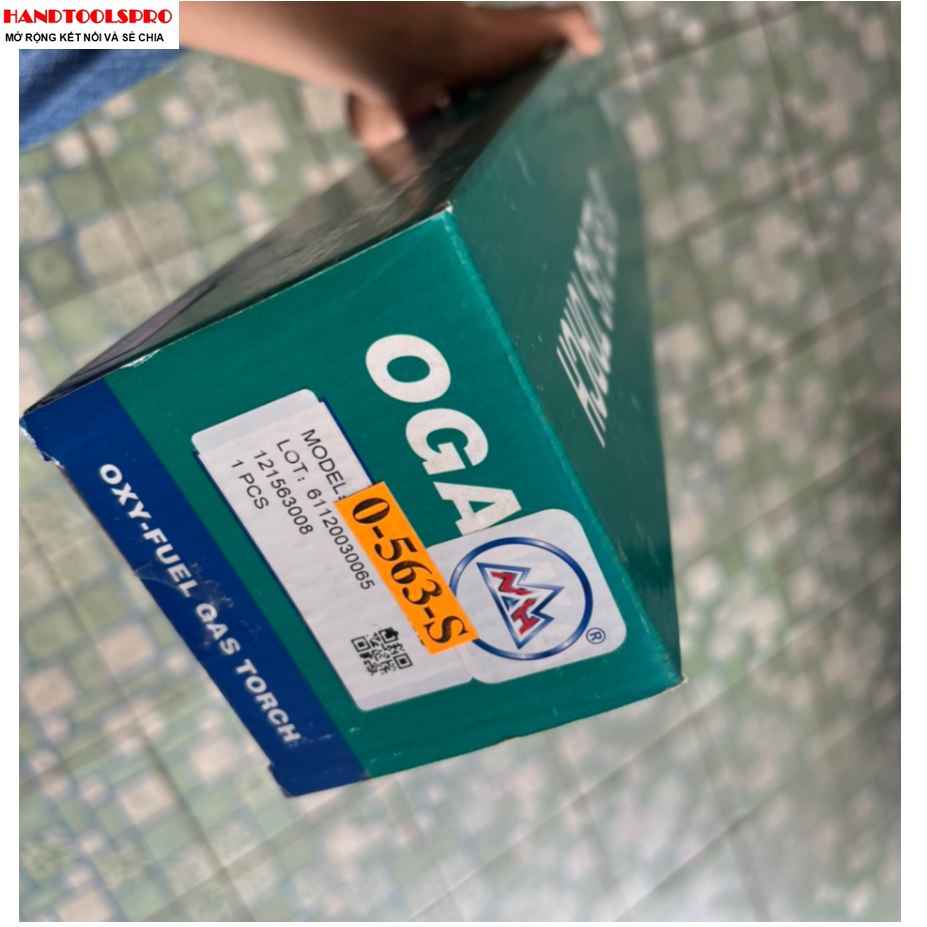 HANDTOOLSPRO
MỞ RỘNG KẾT NỐI VÀ SẺ CHIA
OGA
MODEL:
0-563-S
LOT: 61120030065
121563008
1 PCS
OXY-FUEL GAS TORCH
®